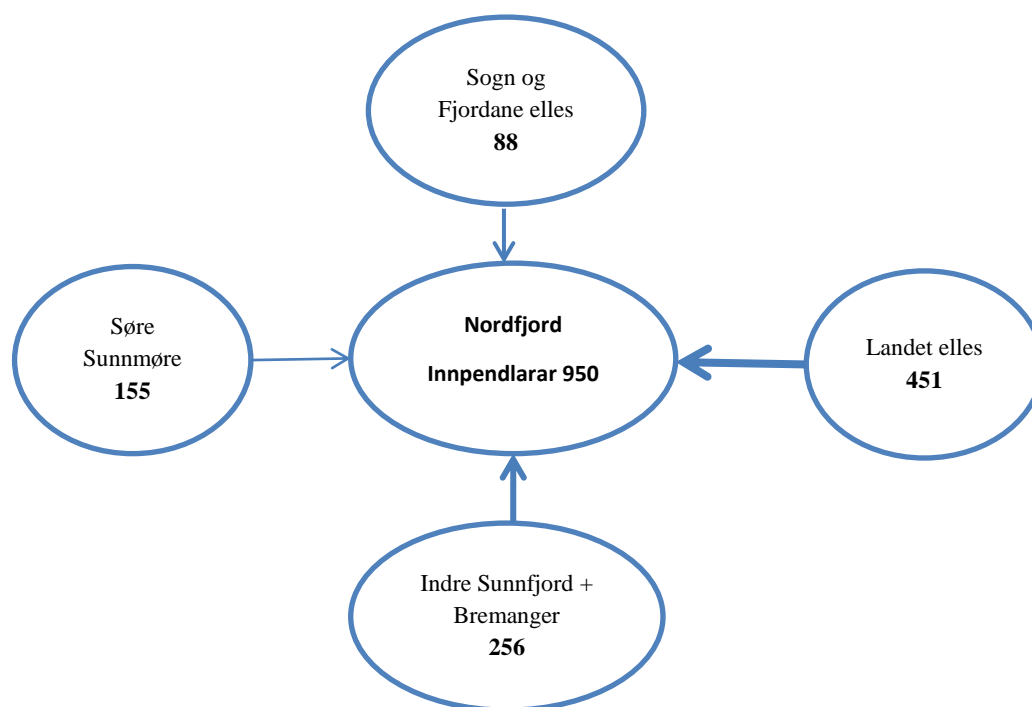 Sogn og
Fjordane elles
88
Søre
Sunnmøre
155
Nordfjord
Innpendlarar 950
Landet elles
451
Indre Sunnfjord +
Bremanger
256